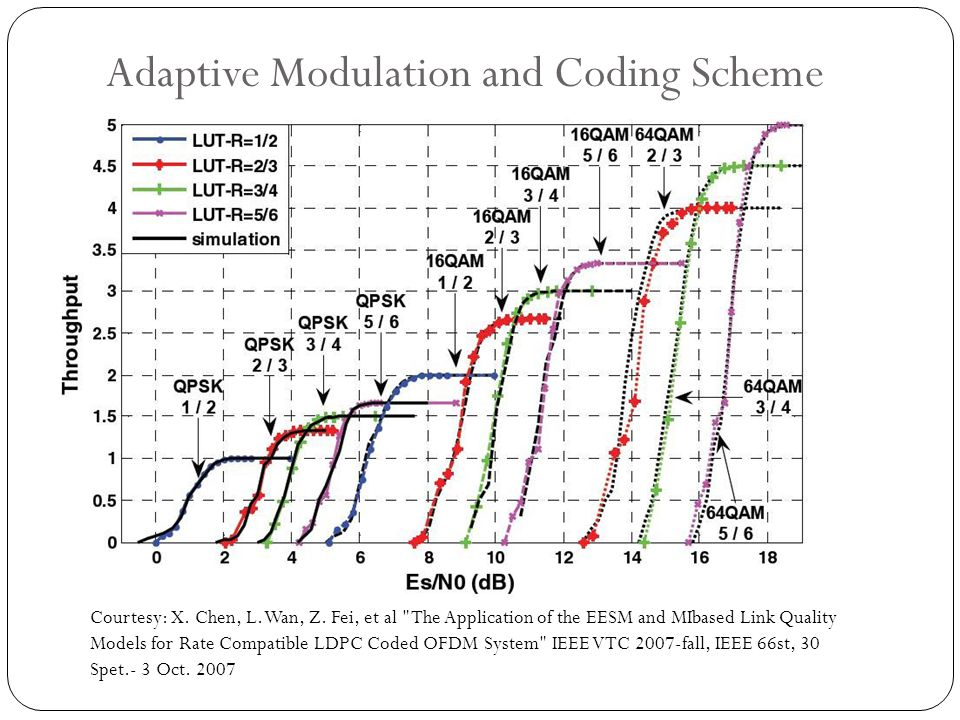 Adaptive Modulation and Coding Scheme
5
4.5
4
3.5
3
2.5
2
1.5
1
0.5
0
Throughput
LUT-R=1/2
LUT-R=2/3
LUT-R=3/4
LUT-R=5/6
simulation
QPSK
1 / 2
QPSK
2 / 3
QPSK
3 / 4
QPSK
5 / 6
16QAM
1 / 2
16QAM
2 / 3
16QAM
3 / 4
16QAM
5 / 6
64QAM
2 / 3
64QAM
3 / 4
64QAM
5 / 6
0 2 4 6 8 10 12 14 16 18
Es/N0 (dB)
Courtesy: X. Chen, L. Wan, Z. Fei, et al "The Application of the EESM and MIbased Link Quality
Models for Rate Compatible LDPC Coded OFDM System" IEEE VTC 2007-fall, IEEE 66st, 30
Spet.- 3 Oct. 2007